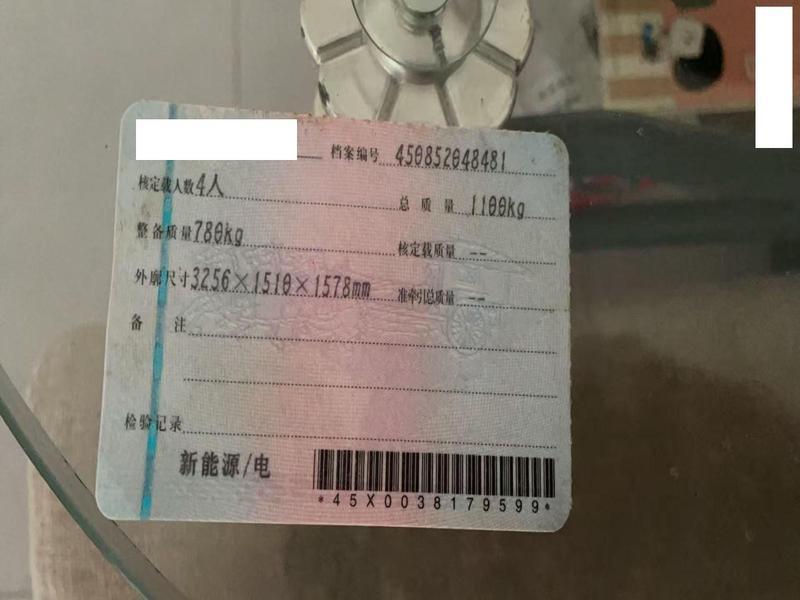 档案编号 450852048481
核定载人数 4人
总质量 1100kg
整备质量 780kg
核定载质量 --
外廓尺寸 3256×1510×1578mm
准牵引总质量 --
备注
检验记录
新能源/电
*45X0038179599*